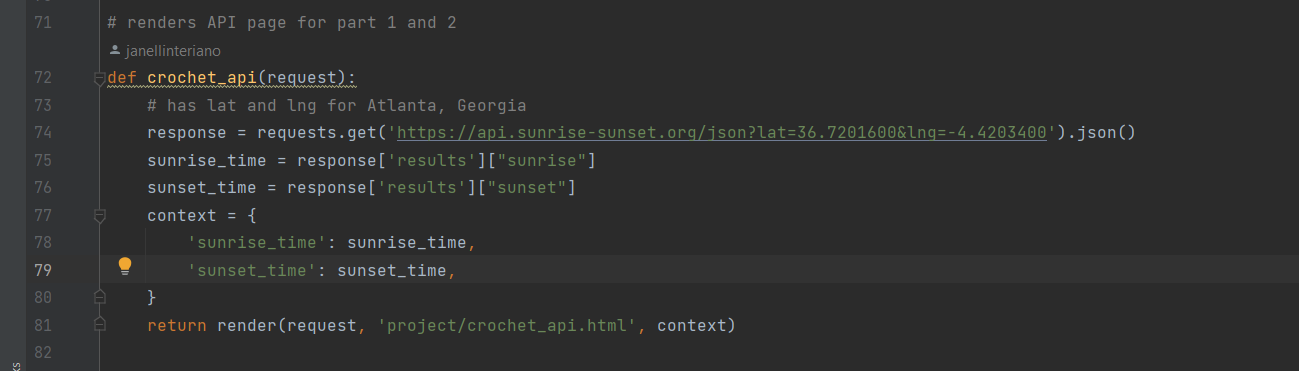 71 # renders API page for part 1 and 2
janellinteriano
72 def crochet_api(request):
73     # has lat and lng for Atlanta, Georgia
74     response = requests.get('https://api.sunrise-sunset.org/json?lat=36.7201600&lng=-4.4203400').json()
75     sunrise_time = response['results']["sunrise"]
76     sunset_time = response['results']["sunset"]
77     context = {
78         'sunrise_time': sunrise_time,
79         'sunset_time': sunset_time,
80     }
81     return render(request, 'project/crochet_api.html', context)
82